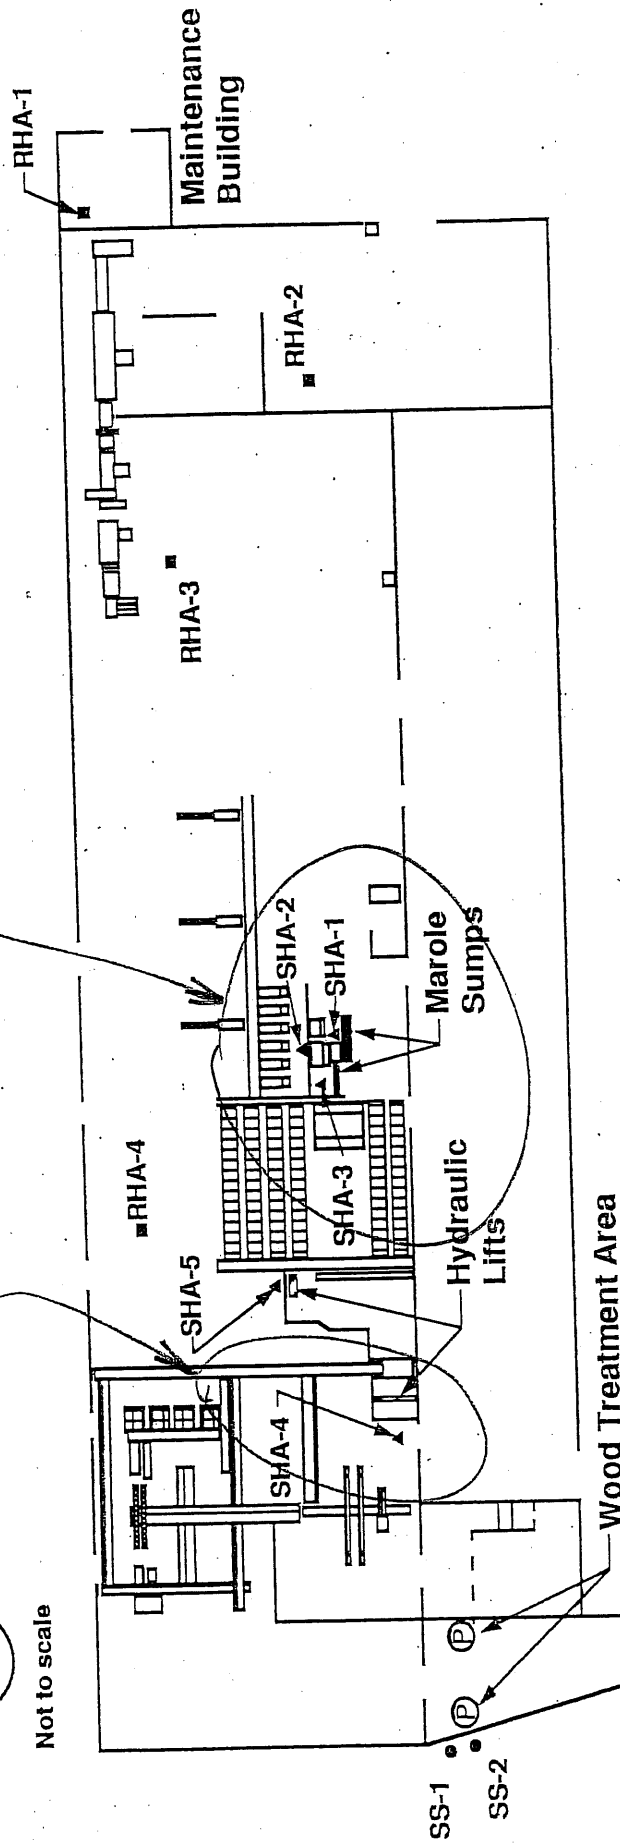 RHA-1
Maintenance
Building
RHA-2
RHA-3
SHA-2
SHA-1
Marole
Sumps
RHA-4
SHA-3
SHA-5
Hydraulic
Lifts
SHA-4
Not to scale
P
P
Wood Treatment Area
SS-1
SS-2